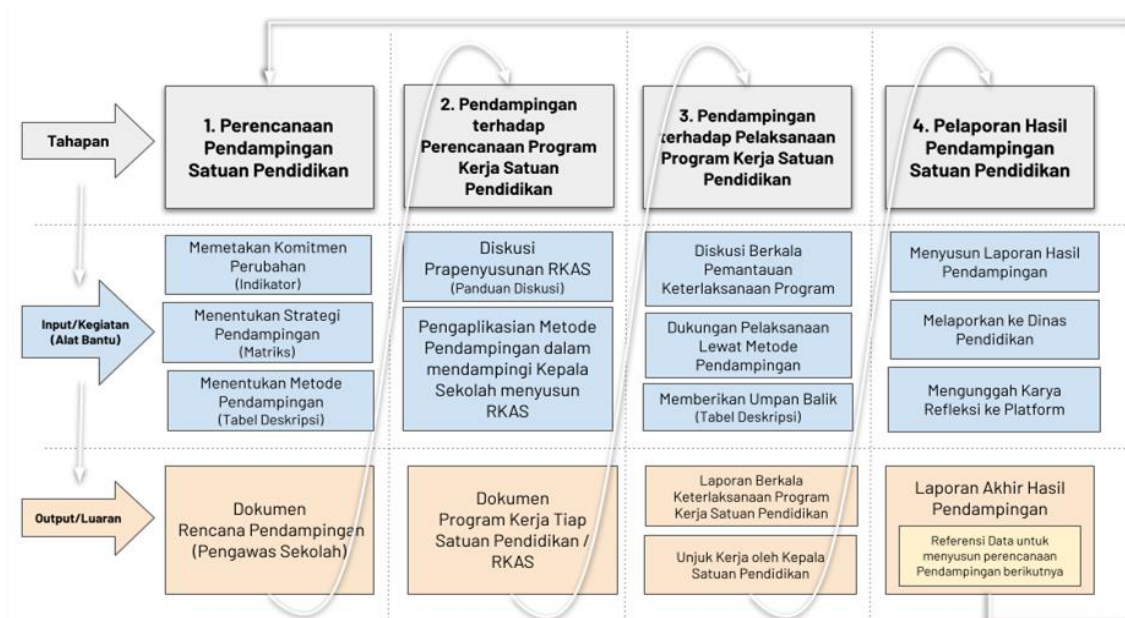 Tahapan
1. Perencanaan
Pendampingan
Satuan Pendidikan
2. Pendampingan
terhadap
Perencanaan Program
Kerja Satuan
Pendidikan
3. Pendampingan
terhadap Pelaksanaan
Program Kerja Satuan
Pendidikan
4. Pelaporan Hasil
Pendampingan
Satuan Pendidikan
Input/Kegiatan
(Alat Bantu)
Memetakan Komitmen
Perubahan
(Indikator)
Menentukan Strategi
Pendampingan
(Matriks)
Menentukan Metode
Pendampingan
(Tabel Deskripsi)
Diskusi
Prapenyusunan RKAS
(Panduan Diskusi)
Pengaplikasian Metode
Pendampingan dalam
mendampingi Kepala
Sekolah menyusun
RKAS
Diskusi Berkala
Pemantauan
Keterlaksanaan Program
Dukungan Pelaksanaan
Lewat Metode
Pendampingan
Memberikan Umpan Balik
(Tabel Deskripsi)
Menyusun Laporan Hasil
Pendampingan
Melaporkan ke Dinas
Pendidikan
Mengunggah Karya
Refleksi ke Platform
Output/Luaran
Dokumen
Rencana Pendampingan
(Pengawas Sekolah)
Dokumen
Program Kerja Tiap
Satuan Pendidikan /
RKAS
Laporan Berkala
Keterlaksanaan Program
Kerja Satuan Pendidikan
Unjuk Kerja oleh Kepala
Satuan Pendidikan
Laporan Akhir Hasil
Pendampingan
Referensi Data untuk
menyusun perencanaan
Pendampingan berikutnya